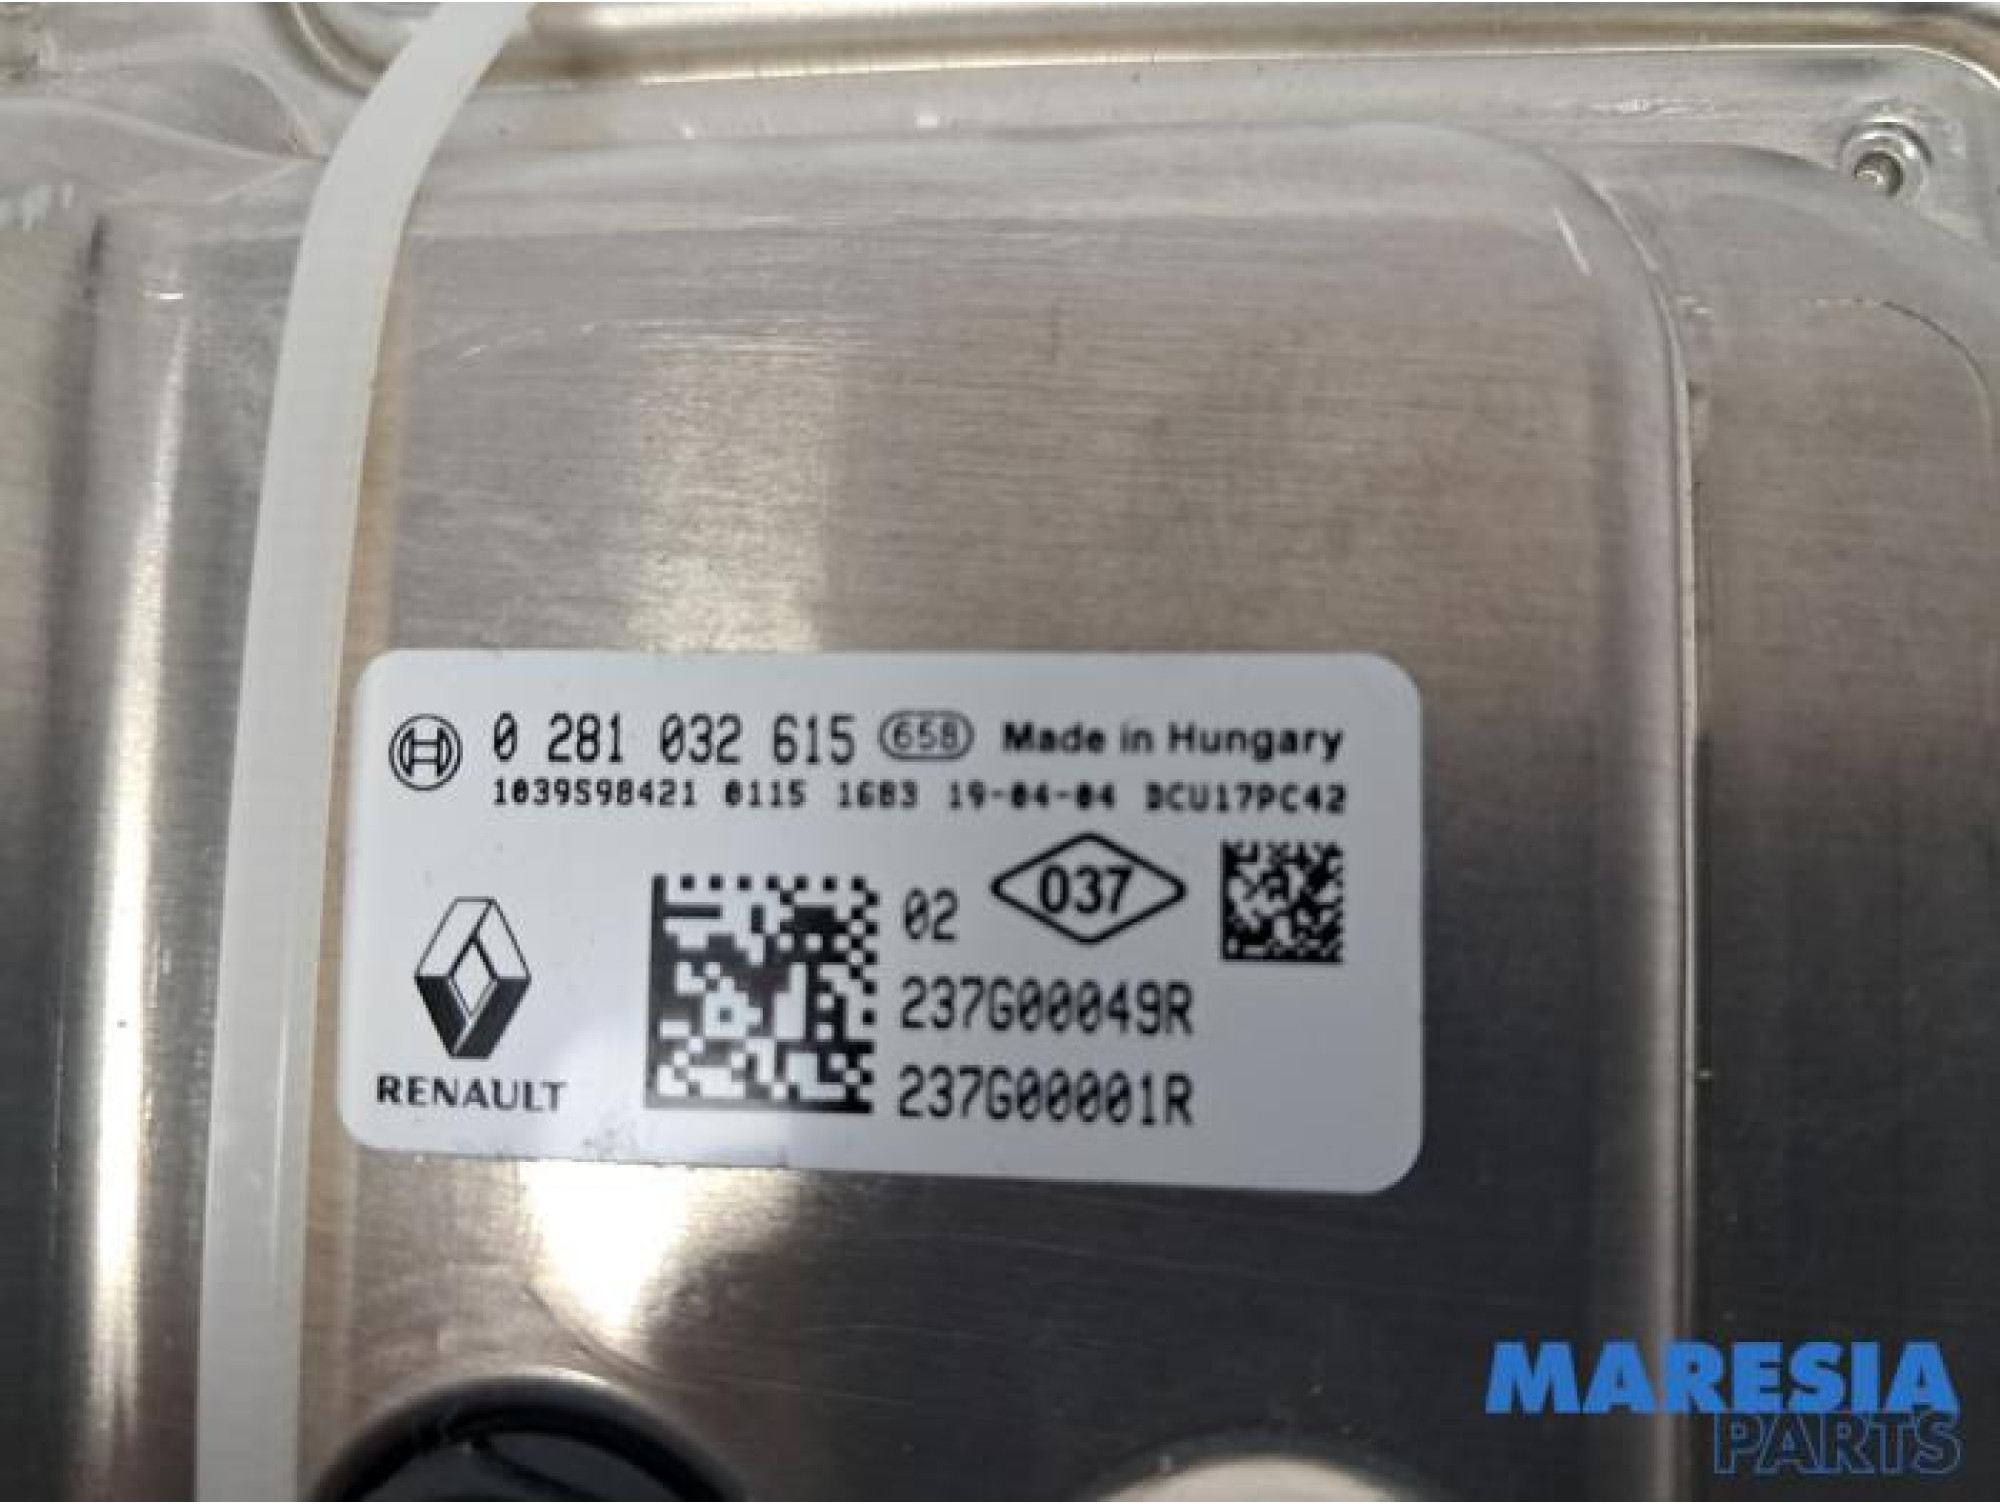 0 281 032 615 658 Made in Hungary
1039S98421 0115 1683 19-04-04 DCU17PC42
02 037
237G00049R
237G00001R
RENAULT
MARESIA
PARTS